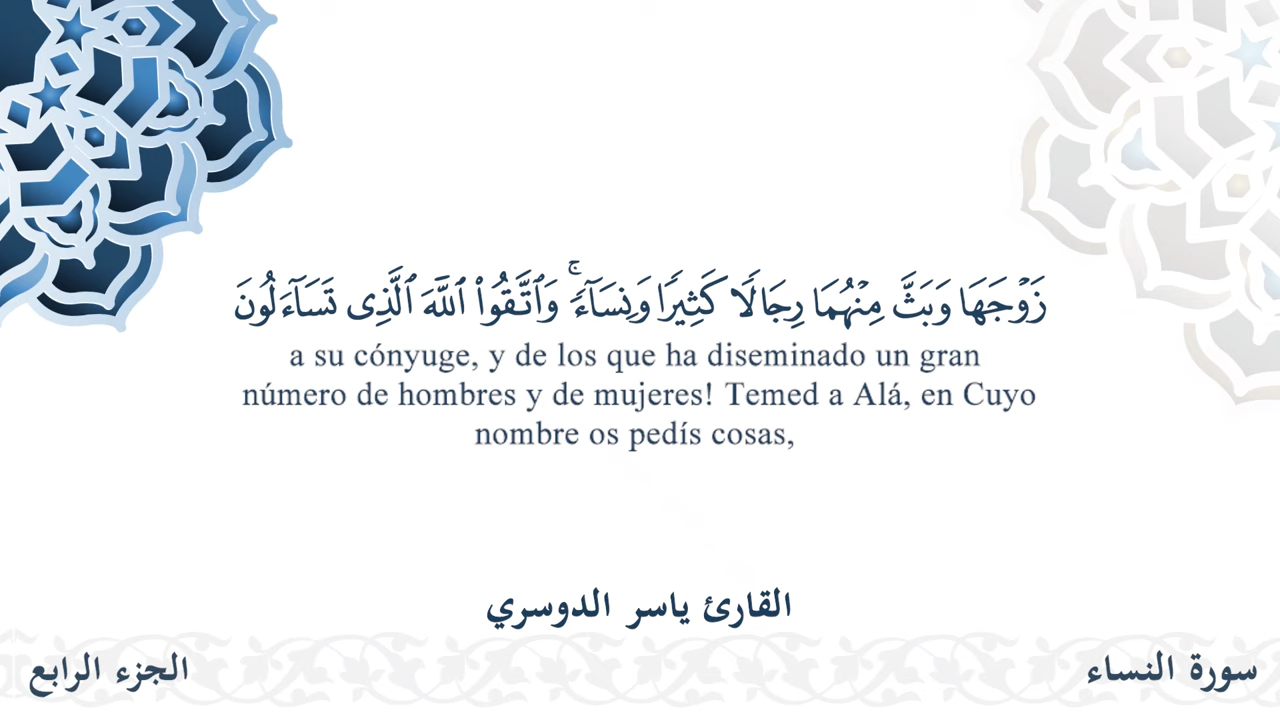 زَوْجَهَا وَبَثَّ مِنْهُمَا رِجَالًا كَثِيرًا وَنِسَآءً ۚ وَٱتَّقُوا۟ ٱللَّهَ ٱلَّذِى تَسَآءَلُونَ
a su cónyuge, y de los que ha diseminado un gran
número de hombres y de mujeres! Temed a Alá, en Cuyo
nombre os pedís cosas,
القارئ ياسر الدوسري
سورة النساء
الجزء الرابع